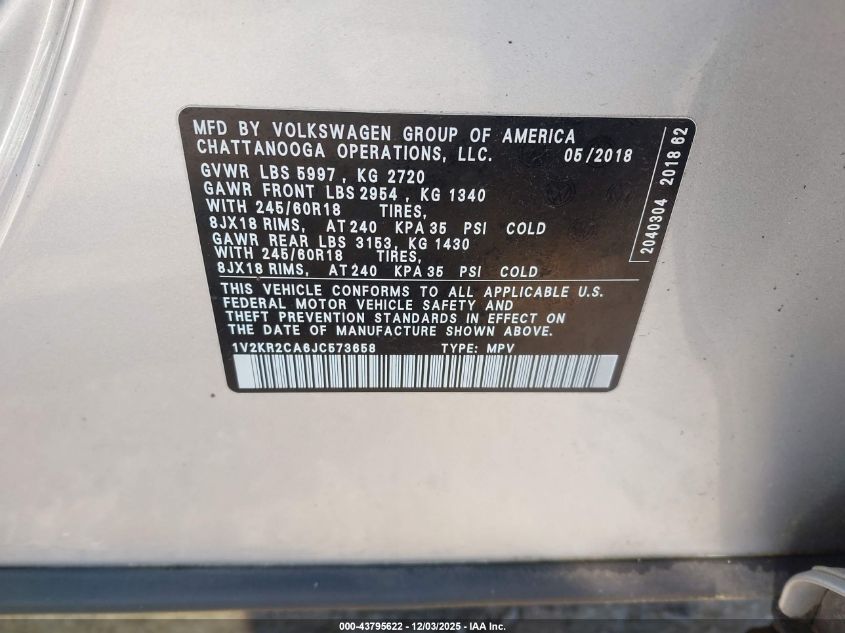 MFD BY VOLKSWAGEN GROUP OF AMERICA
CHATTANOOGA OPERATIONS, LLC. 05/2018
GVWR LBS 5997, KG 2720
GAWR FRONT LBS 2954, KG 1340
WITH 245/60R18 TIRES,
8JX18 RIMS, AT 240 KPA 35 PSI COLD
GAWR REAR LBS 3153, KG 1430
WITH 245/60R18 TIRES,
8JX18 RIMS, AT 240 KPA 35 PSI COLD
THIS VEHICLE CONFORMS TO ALL APPLICABLE U.S.
FEDERAL MOTOR VEHICLE SAFETY AND
THEFT PREVENTION STANDARDS IN EFFECT ON
THE DATE OF MANUFACTURE SHOWN ABOVE.
1V2KR2CA6JC573658 TYPE: MPV
2040304 2018 62
000-43795622 - 12/03/2025 - IAA Inc.